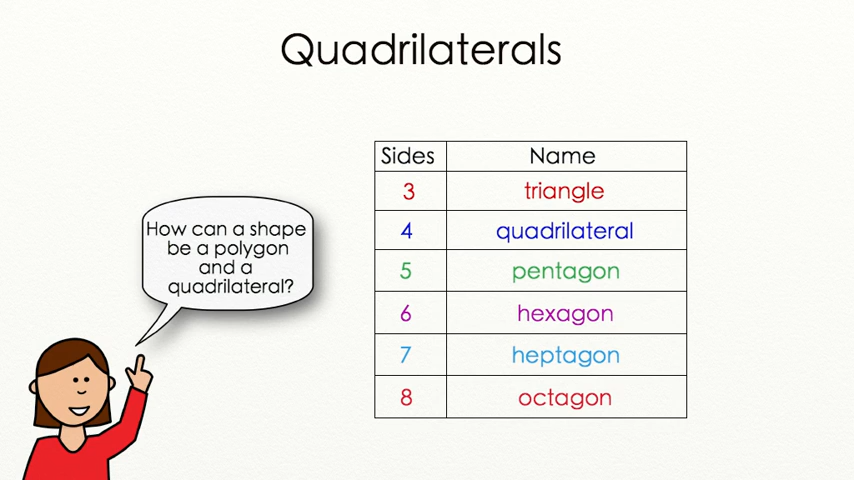 Quadrilaterals
Sides Name
3 triangle
4 quadrilateral
5 pentagon
6 hexagon
7 heptagon
8 octagon
How can a shape
be a polygon
and a
quadrilateral?